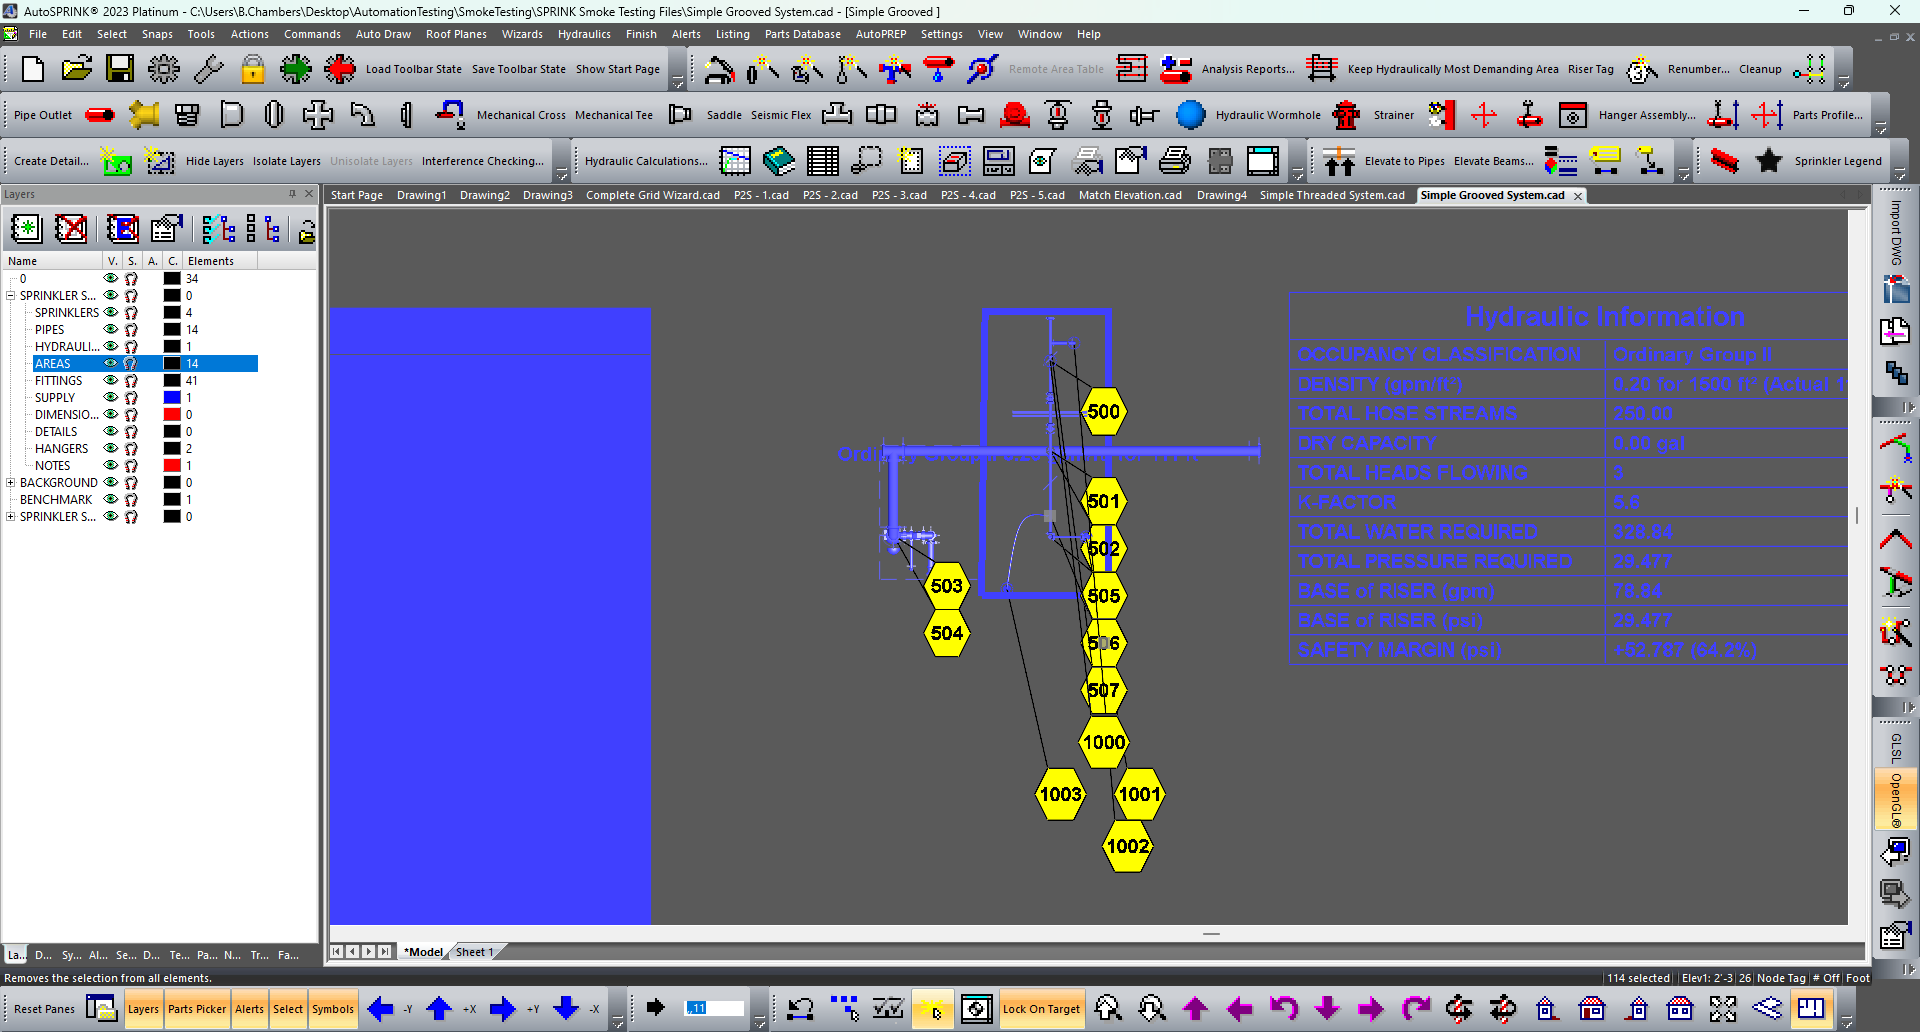 AutoSPRINK® 2023 Platinum - C:\Users\B.Chambers\Desktop\AutomationTesting\SmokeTesting\SPRINK Smoke Testing Files\Simple Grooved System.cad - [Simple Grooved ]
File Edit Select Snaps Tools Actions Commands Auto Draw Roof Planes Wizards Hydraulics Finish Alerts Listing Parts Database AutoPREP Settings View Window Help
Load Toolbar State Save Toolbar State Show Start Page Remote Area Table Analysis Reports... Keep Hydraulically Most Demanding Area Riser Tag Renumber... Cleanup
Pipe Outlet Mechanical Cross Mechanical Tee Saddle Seismic Flex Hydraulic Wormhole Strainer Hanger Assembly... Parts Profile...
Create Detail... Hide Layers Isolate Layers Unisolate Layers Interference Checking... Hydraulic Calculations... Elevate to Pipes Elevate Beams... Sprinkler Legend
Layers
Start Page Drawing1 Drawing2 Drawing3 Complete Grid Wizard.cad P2S - 1.cad P2S - 2.cad P2S - 3.cad P2S - 4.cad P2S - 5.cad Match Elevation.cad Drawing4 Simple Threaded System.cad Simple Grooved System.cad
Name V. S. A. C. Elements
0 34
SPRINKLER S... 0
SPRINKLERS 4
PIPES 14
HYDRAULI... 1
AREAS 14
FITTINGS 41
SUPPLY 1
DIMENSIO... 0
DETAILS 0
HANGERS 2
NOTES 1
BACKGROUND 0
BENCHMARK 1
SPRINKLER S... 0
500
501
502
503
504
505
506
507
1000
1003
1001
1002
Hydraulic Information
OCCUPANCY CLASSIFICATION Ordinary Group II
DENSITY (gpm/ft²) 0.20 for 1500 ft² (Actual
TOTAL HOSE STREAMS 250.00
DRY CAPACITY 0.00 gal
TOTAL HEADS FLOWING 3
K-FACTOR 5.6
TOTAL WATER REQUIRED 328.84
TOTAL PRESSURE REQUIRED 29.477
BASE of RISER (gpm) 78.84
BASE of RISER (psi) 29.477
SAFETY MARGIN (psi) +52.787 (64.2%)
Import DWG
GLSL
OpenGL®
La... D... Sy... Al... Se... D... Te... Pa... N... Tr... Fa...
*Model Sheet 1
Removes the selection from all elements.
114 selected Elev1: 2'-3 26 Node Tag # Off Foot
Reset Panes Layers Parts Picker Alerts Select Symbols -Y +X +Y -X ,,11 Lock On Target